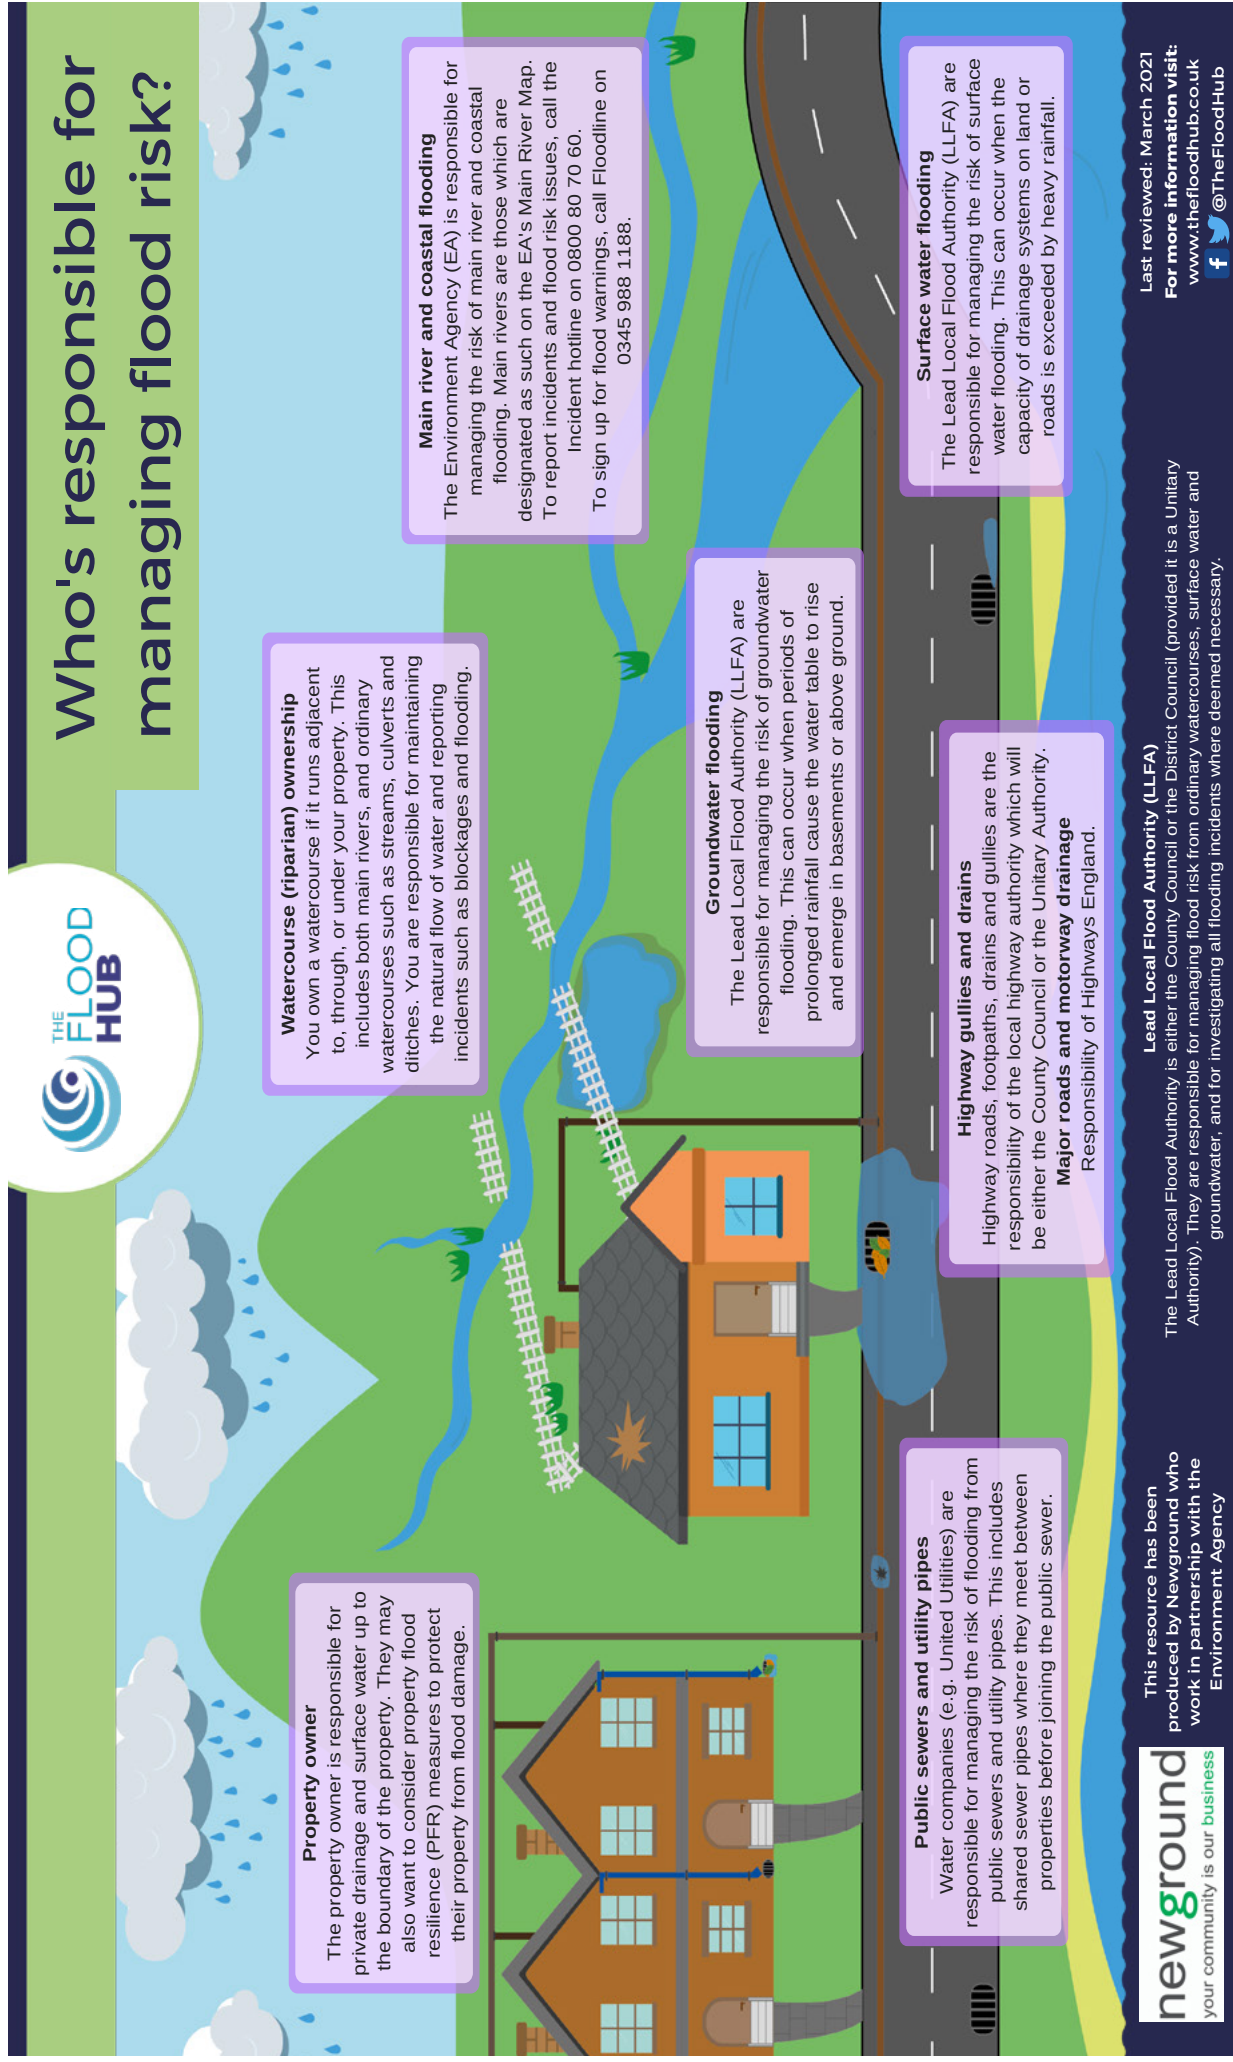 THE
FLOOD
HUB
Who's responsible for
managing flood risk?
Property owner
The property owner is responsible for
private drainage and surface water up to
the boundary of the property. They may
also want to consider property flood
resilience (PFR) measures to protect
their property from flood damage.
Watercourse (riparian) ownership
You own a watercourse if it runs adjacent
to, through, or under your property. This
includes both main rivers, and ordinary
watercourses such as streams, culverts and
ditches. You are responsible for maintaining
the natural flow of water and reporting
incidents such as blockages and flooding.
Main river and coastal flooding
The Environment Agency (EA) is responsible for
managing the risk of main river and coastal
flooding. Main rivers are those which are
designated as such on the EA's Main River Map.
To report incidents and flood risk issues, call the
Incident hotline on 0800 80 70 60.
To sign up for flood warnings, call Floodline on
0345 988 1188.
Groundwater flooding
The Lead Local Flood Authority (LLFA) are
responsible for managing the risk of groundwater
flooding. This can occur when periods of
prolonged rainfall cause the water table to rise
and emerge in basements or above ground.
Public sewers and utility pipes
Water companies (e.g. United Utilities) are
responsible for managing the risk of flooding from
public sewers and utility pipes. This includes
shared sewer pipes where they meet between
properties before joining the public sewer.
Highway gullies and drains
Highway roads, footpaths, drains and gullies are the
responsibility of the local highway authority which will
be either the County Council or the Unitary Authority.
Major roads and motorway drainage
Responsibility of Highways England.
Surface water flooding
The Lead Local Flood Authority (LLFA) are
responsible for managing the risk of surface
water flooding. This can occur when the
capacity of drainage systems on land or
roads is exceeded by heavy rainfall.
newground
your community is our business
This resource has been
produced by Newground who
work in partnership with the
Environment Agency
Lead Local Flood Authority (LLFA)
The Lead Local Flood Authority is either the County Council or the District Council (provided it is a Unitary
Authority). They are responsible for managing flood risk from ordinary watercourses, surface water and
groundwater, and for investigating all flooding incidents where deemed necessary.
Last reviewed: March 2021
For more information visit:
www.thefloodhub.co.uk
f @TheFloodHub